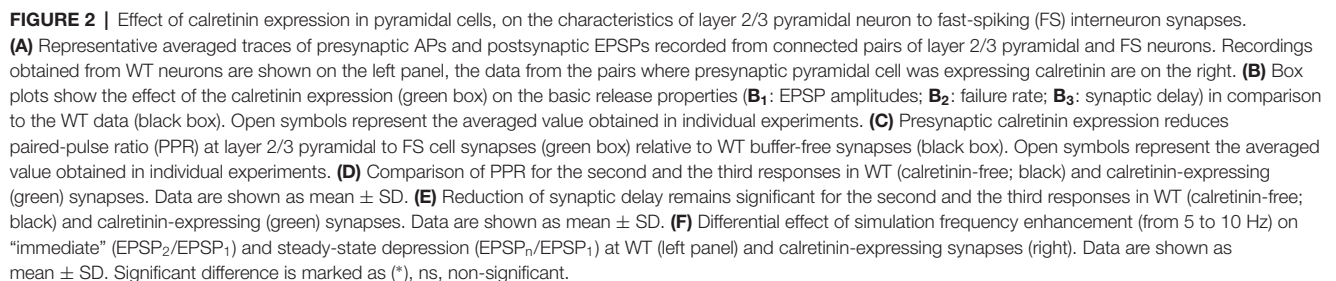 FIGURE 2 | Effect of calretinin expression in pyramidal cells, on the characteristics of layer 2/3 pyramidal neuron to fast-spiking (FS) interneuron synapses.
(A) Representative averaged traces of presynaptic APs and postsynaptic EPSPs recorded from connected pairs of layer 2/3 pyramidal and FS neurons. Recordings
obtained from WT neurons are shown on the left panel, the data from the pairs where presynaptic pyramidal cell was expressing calretinin are on the right. (B) Box
plots show the effect of the calretinin expression (green box) on the basic release properties (B₁: EPSP amplitudes; B₂: failure rate; B₃: synaptic delay) in comparison
to the WT data (black box). Open symbols represent the averaged value obtained in individual experiments. (C) Presynaptic calretinin expression reduces
paired-pulse ratio (PPR) at layer 2/3 pyramidal to FS cell synapses (green box) relative to WT buffer-free synapses (black box). Open symbols represent the averaged
value obtained in individual experiments. (D) Comparison of PPR for the second and the third responses in WT (calretinin-free; black) and calretinin-expressing
(green) synapses. Data are shown as mean ± SD. (E) Reduction of synaptic delay remains significant for the second and the third responses in WT (calretinin-free;
black) and calretinin-expressing (green) synapses. Data are shown as mean ± SD. (F) Differential effect of simulation frequency enhancement (from 5 to 10 Hz) on
“immediate” (EPSP₂/EPSP₁) and steady-state depression (EPSPₙ/EPSP₁) at WT (left panel) and calretinin-expressing synapses (right). Data are shown as
mean ± SD. Significant difference is marked as (*), ns, non-significant.